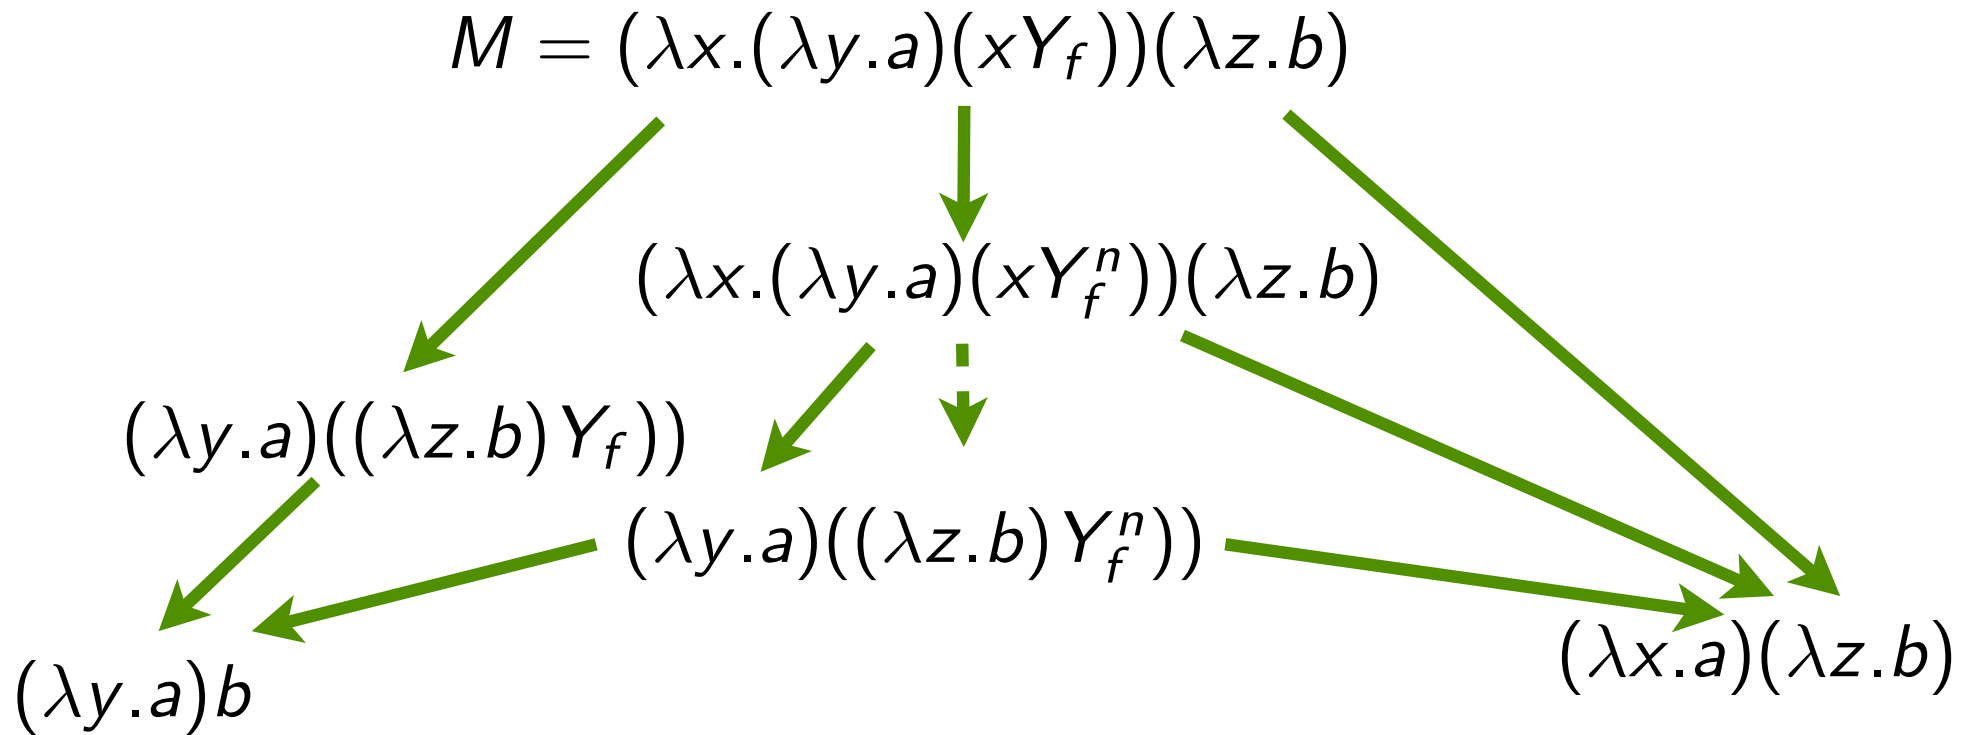 M = (λx.(λy.a)(xY_f))(λz.b)
(λx.(λy.a)(xY_f^n))(λz.b)
(λy.a)((λz.b)Y_f))
(λy.a)((λz.b)Y_f^n))
(λy.a)b
(λx.a)(λz.b)